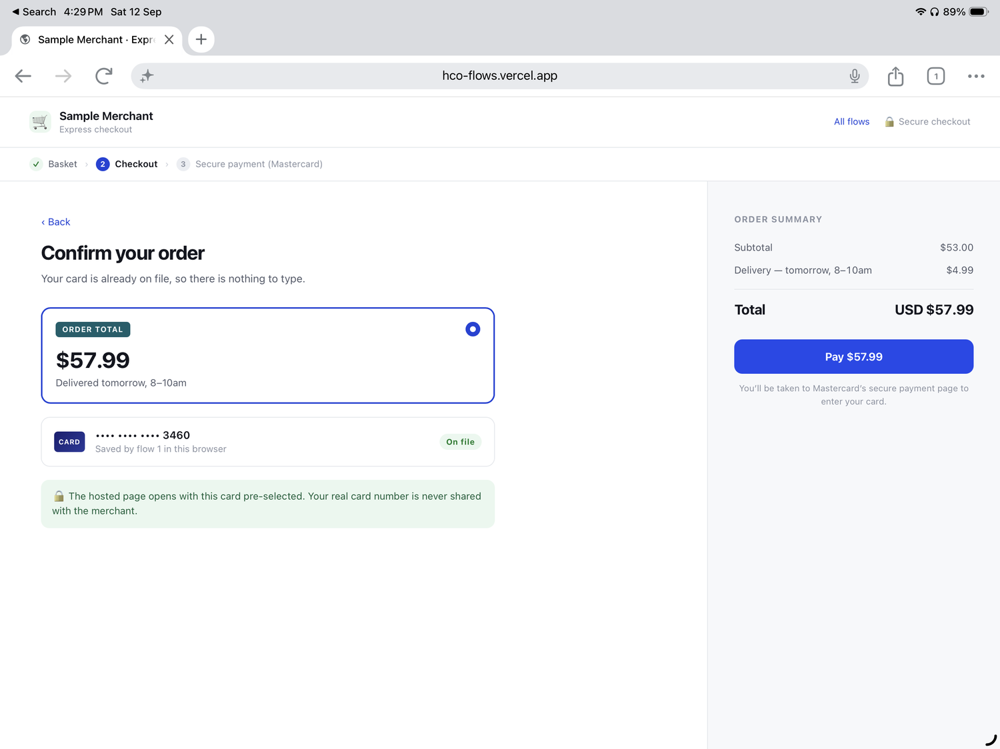 Search 4:29 PM Sat 12 Sep
89%
Sample Merchant · Expr
hco-flows.vercel.app
1
Sample Merchant
Express checkout
All flows
Secure checkout
Basket › 2 Checkout › 3 Secure payment (Mastercard)
‹ Back
Confirm your order
Your card is already on file, so there is nothing to type.
ORDER TOTAL
$57.99
Delivered tomorrow, 8–10am
CARD
•••• •••• •••• 3460
Saved by flow 1 in this browser
On file
The hosted page opens with this card pre-selected. Your real card number is never shared
with the merchant.
ORDER SUMMARY
Subtotal $53.00
Delivery — tomorrow, 8–10am $4.99
Total USD $57.99
Pay $57.99
You’ll be taken to Mastercard’s secure payment page to
enter your card.